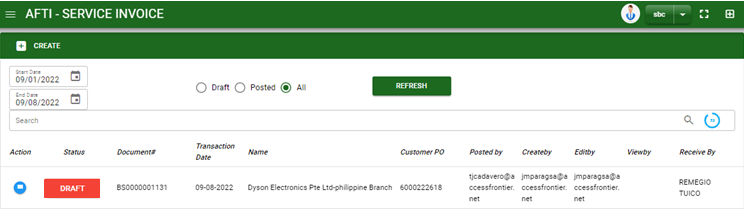 AFTI - SERVICE INVOICE
sbc
CREATE
Start Date
09/01/2022
End Date
09/08/2022
Draft Posted All
REFRESH
Search
Action Status Document# Transaction Date Name Customer PO Posted by Createby Editby Viewby Receive By
DRAFT BS0000001131 09-08-2022 Dyson Electronics Pte Ltd-philippine Branch 6000222618 tjcadavero@accessfrontier.net jmparagsa@accessfrontier.net jmparagsa@accessfrontier.net REMEGIO TUICO